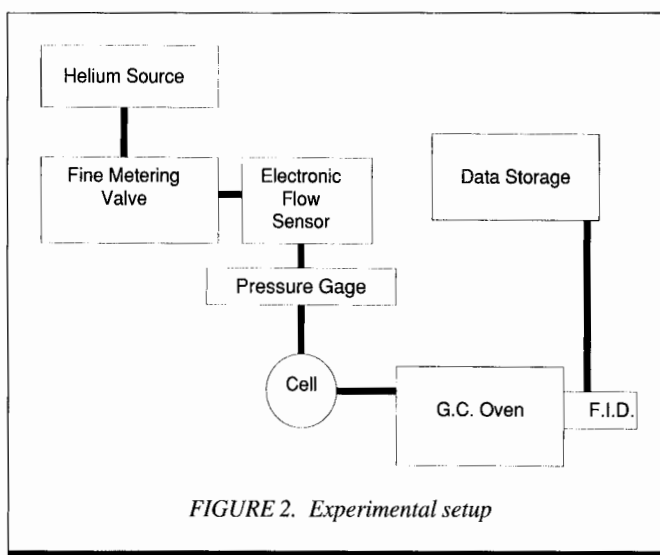 Helium Source
Fine Metering
Valve
Electronic
Flow
Sensor
Data Storage
Pressure Gage
Cell
G.C. Oven
F.I.D.
FIGURE 2. Experimental setup